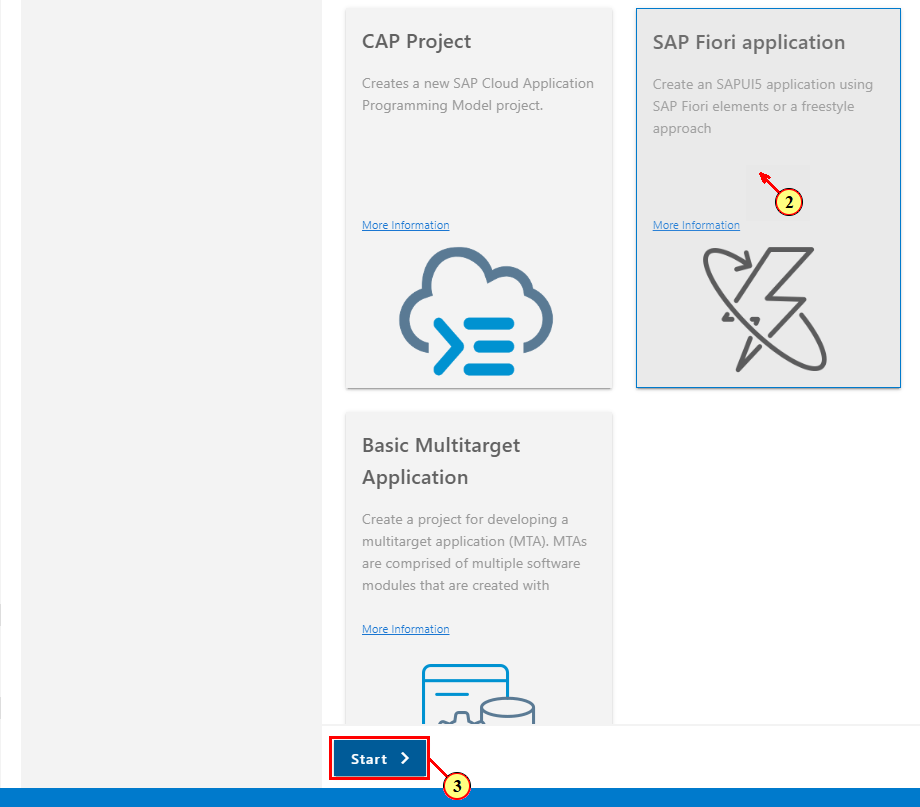 CAP Project
Creates a new SAP Cloud Application
Programming Model project.
More Information
SAP Fiori application
Create an SAPUI5 application using
SAP Fiori elements or a freestyle
approach
2
More Information
Basic Multitarget
Application
Create a project for developing a
multitarget application (MTA). MTAs
are comprised of multiple software
modules that are created with
More Information
Start
3